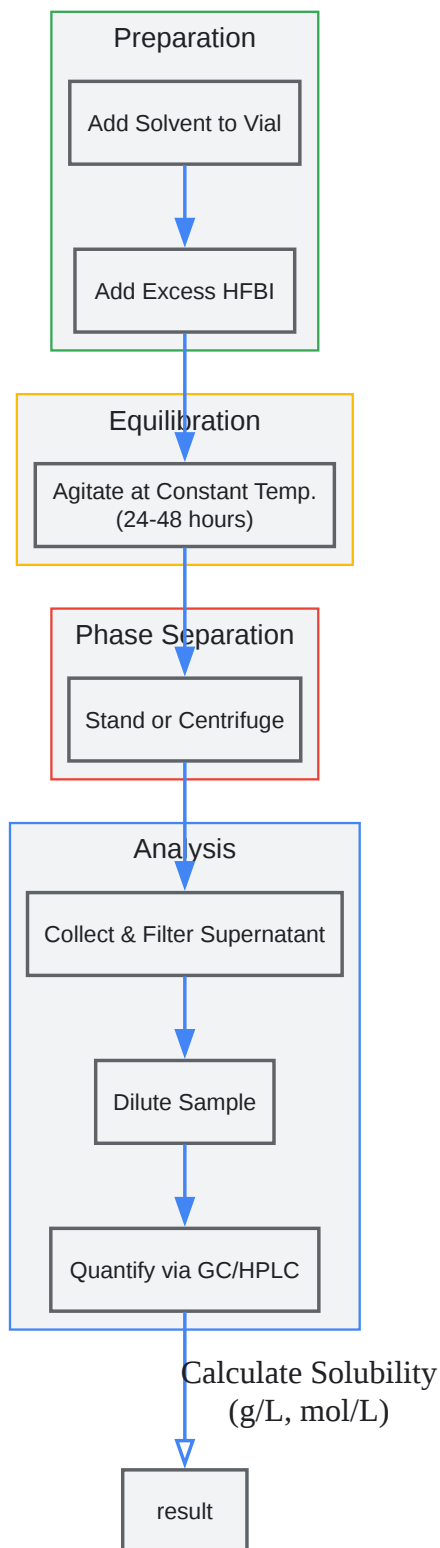 Preparation
Add Solvent to Vial
Add Excess HFBI
Equilibration
Agitate at Constant Temp.
(24-48 hours)
Phase Separation
Stand or Centrifuge
Analysis
Collect & Filter Supernatant
Dilute Sample
Quantify via GC/HPLC
Calculate Solubility
(g/L, mol/L)
result